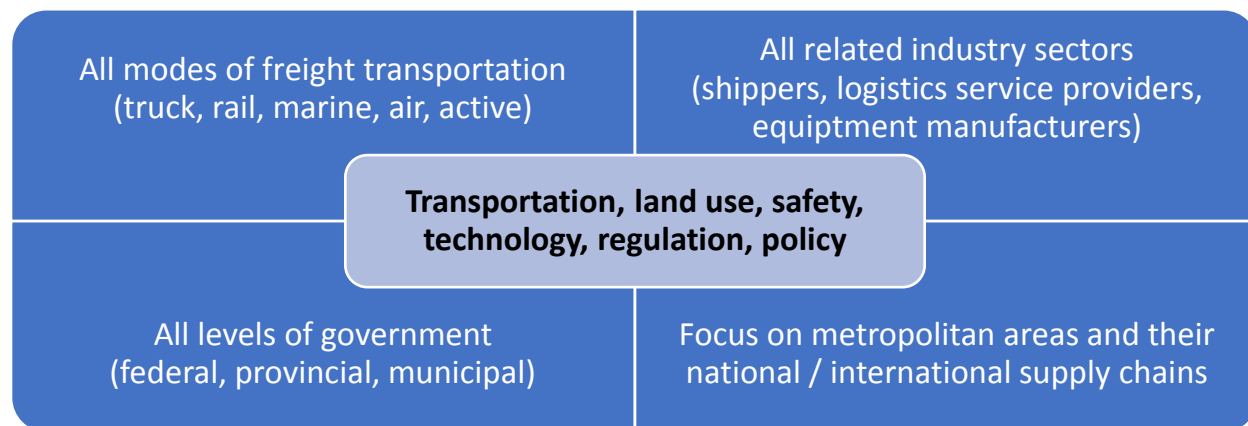 All modes of freight transportation
(truck, rail, marine, air, active)
All related industry sectors
(shippers, logistics service providers,
equiptment manufacturers)
Transportation, land use, safety,
technology, regulation, policy
All levels of government
(federal, provincial, municipal)
Focus on metropolitan areas and their
national / international supply chains